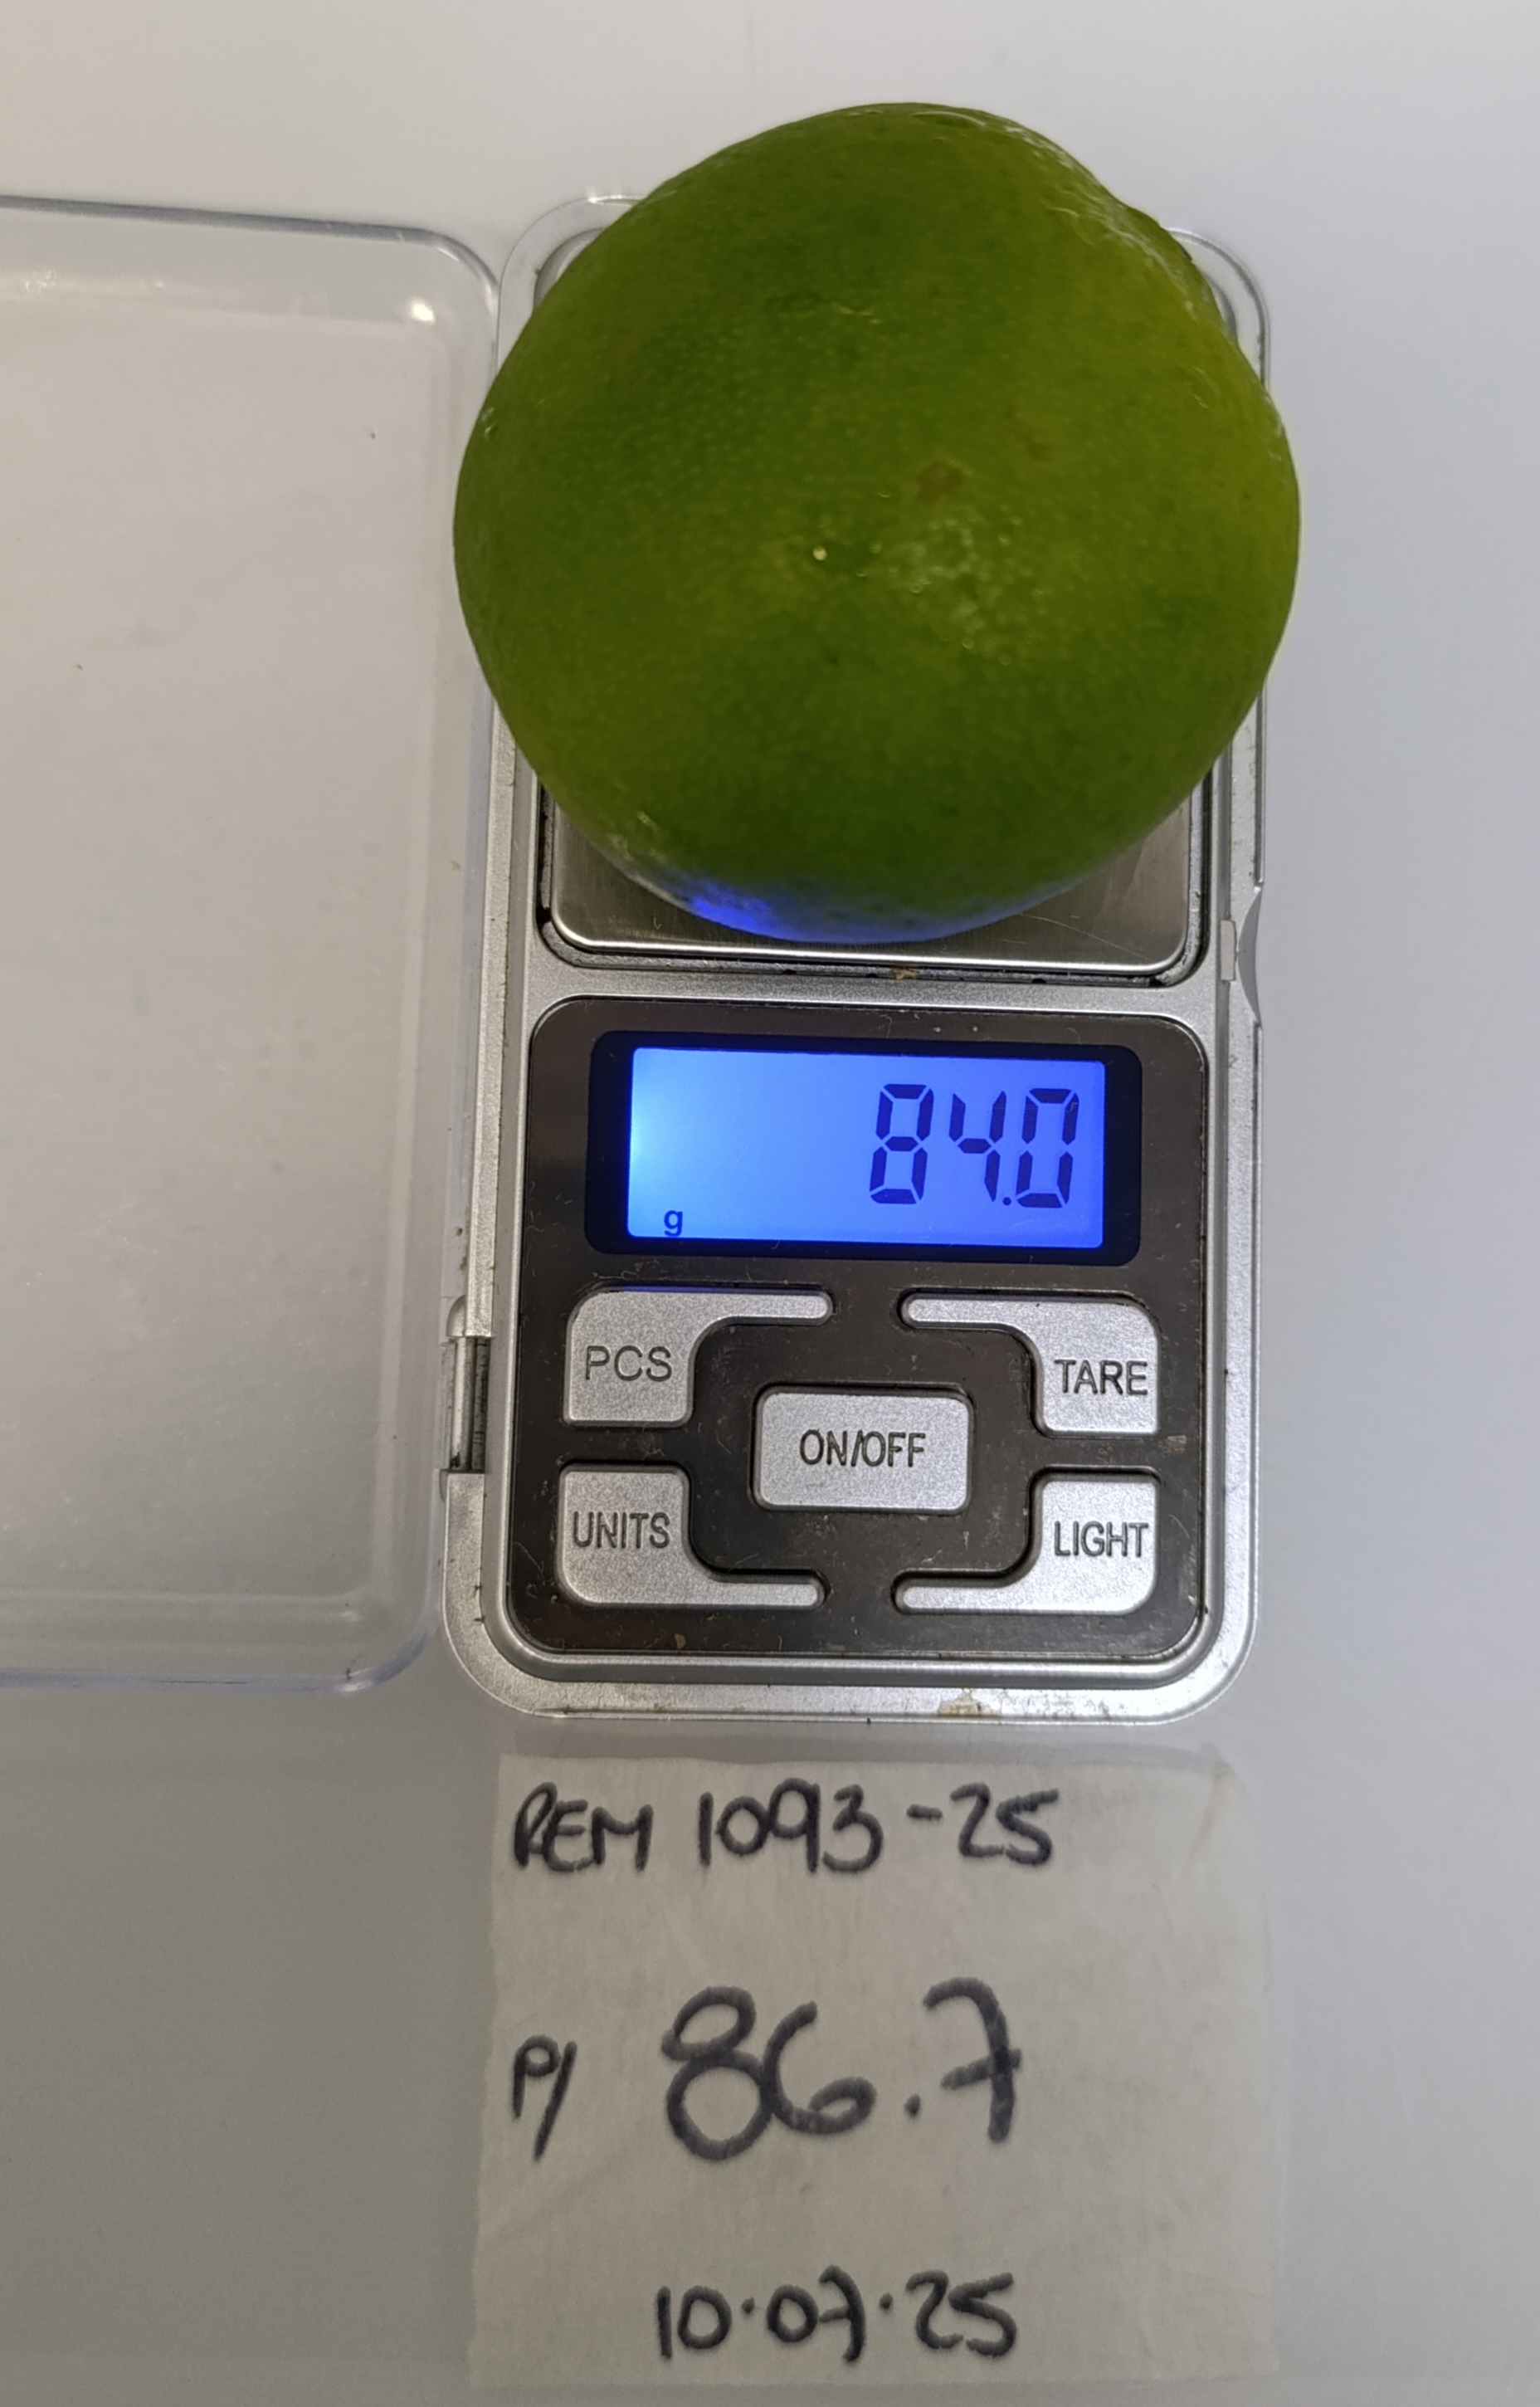 84.0
g
PCS
TARE
ON/OFF
UNITS
LIGHT
REM 1093-25
P/ 86.7
10.07.25